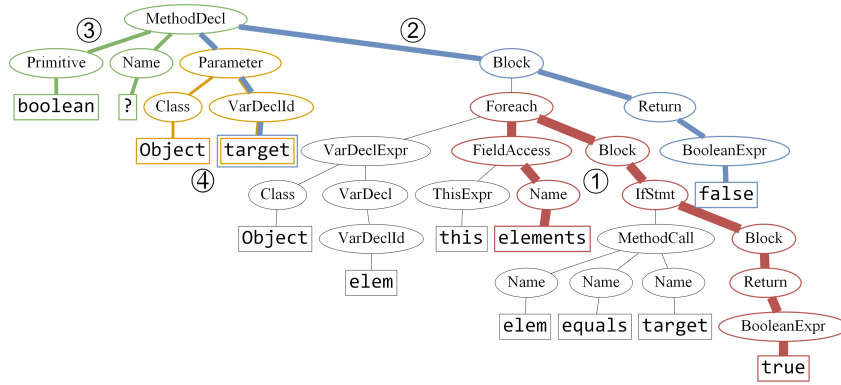 MethodDecl
③ ②
Primitive Name Parameter Block
boolean ? Class VarDeclId Foreach Return
Object target VarDeclExpr FieldAccess Block BooleanExpr
④ ①
Class VarDecl ThisExpr Name IfStmt false
Object VarDeclId this elements MethodCall Block
elem Name Name Name Return
elem equals target BooleanExpr
true